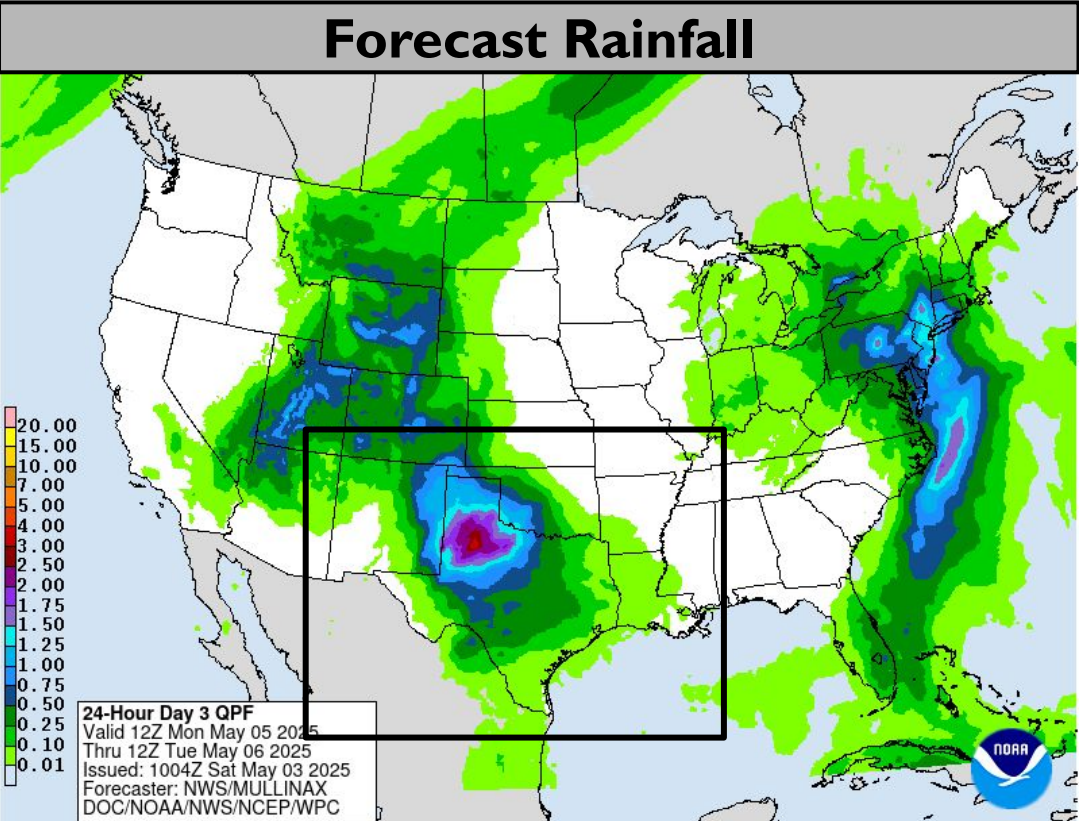 Forecast Rainfall
20.00
15.00
10.00
7.00
5.00
4.00
3.00
2.50
2.00
1.75
1.50
1.25
1.00
0.75
0.50
0.25
0.10
0.01
24-Hour Day 3 QPF
Valid 12Z Mon May 05 2025
Thru 12Z Tue May 06 2025
Issued: 1004Z Sat May 03 2025
Forecaster: NWS/MULLINAX
DOC/NOAA/NWS/NCEP/WPC
NOAA